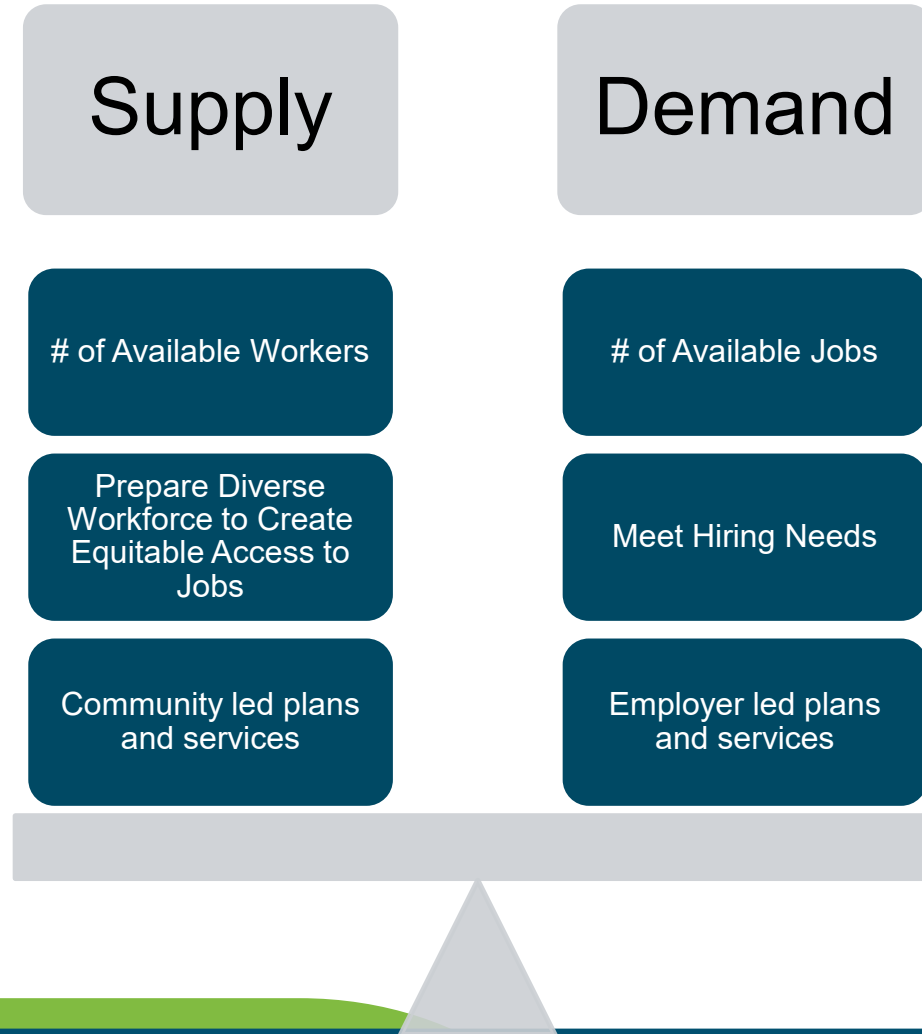 Supply
Demand
# of Available Workers
# of Available Jobs
Prepare Diverse
Workforce to Create
Equitable Access to
Jobs
Meet Hiring Needs
Community led plans
and services
Employer led plans
and services